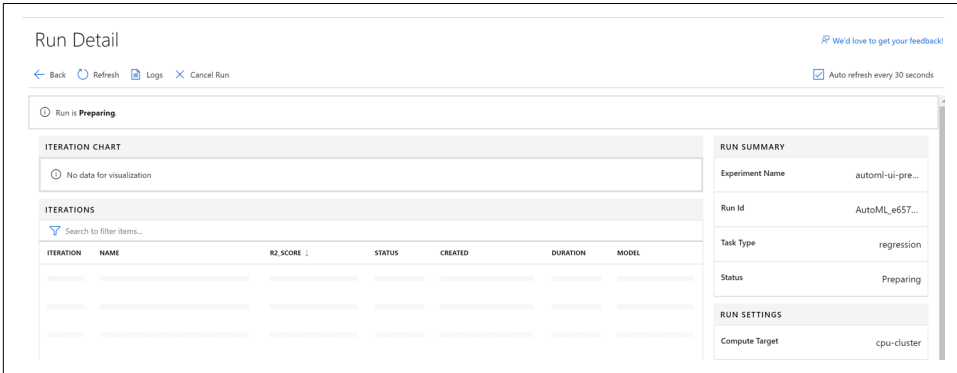 Run Detail
We'd love to get your feedback!
Back Refresh Logs Cancel Run
Auto refresh every 30 seconds
Run is Preparing.
ITERATION CHART
No data for visualization
ITERATIONS
Search to filter items...
ITERATION NAME R2_SCORE ↓ STATUS CREATED DURATION MODEL
RUN SUMMARY
Experiment Name automl-ui-pre...
Run Id AutoML_e657...
Task Type regression
Status Preparing
RUN SETTINGS
Compute Target cpu-cluster